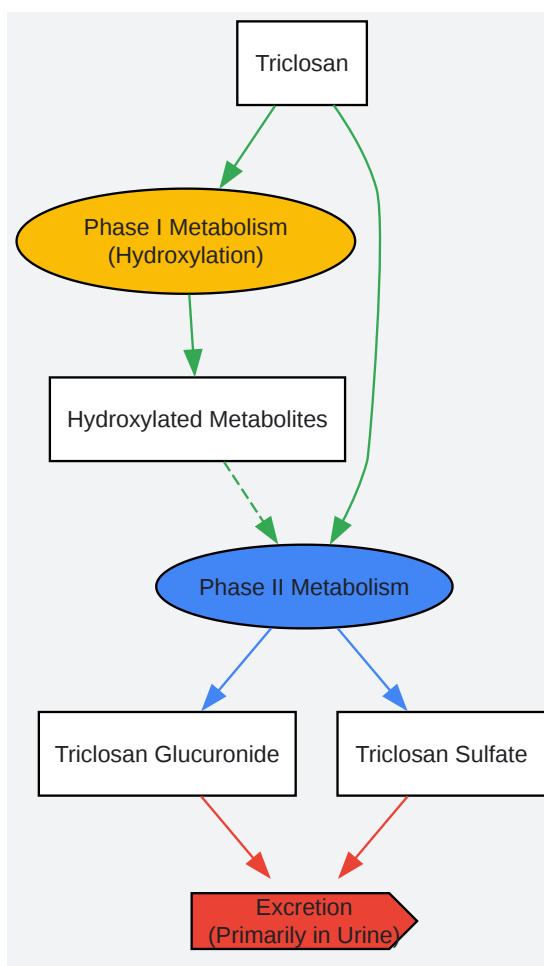 Triclosan
Phase I Metabolism
(Hydroxylation)
Hydroxylated Metabolites
Phase II Metabolism
Triclosan Glucuronide
Triclosan Sulfate
Excretion
(Primarily in Urine)